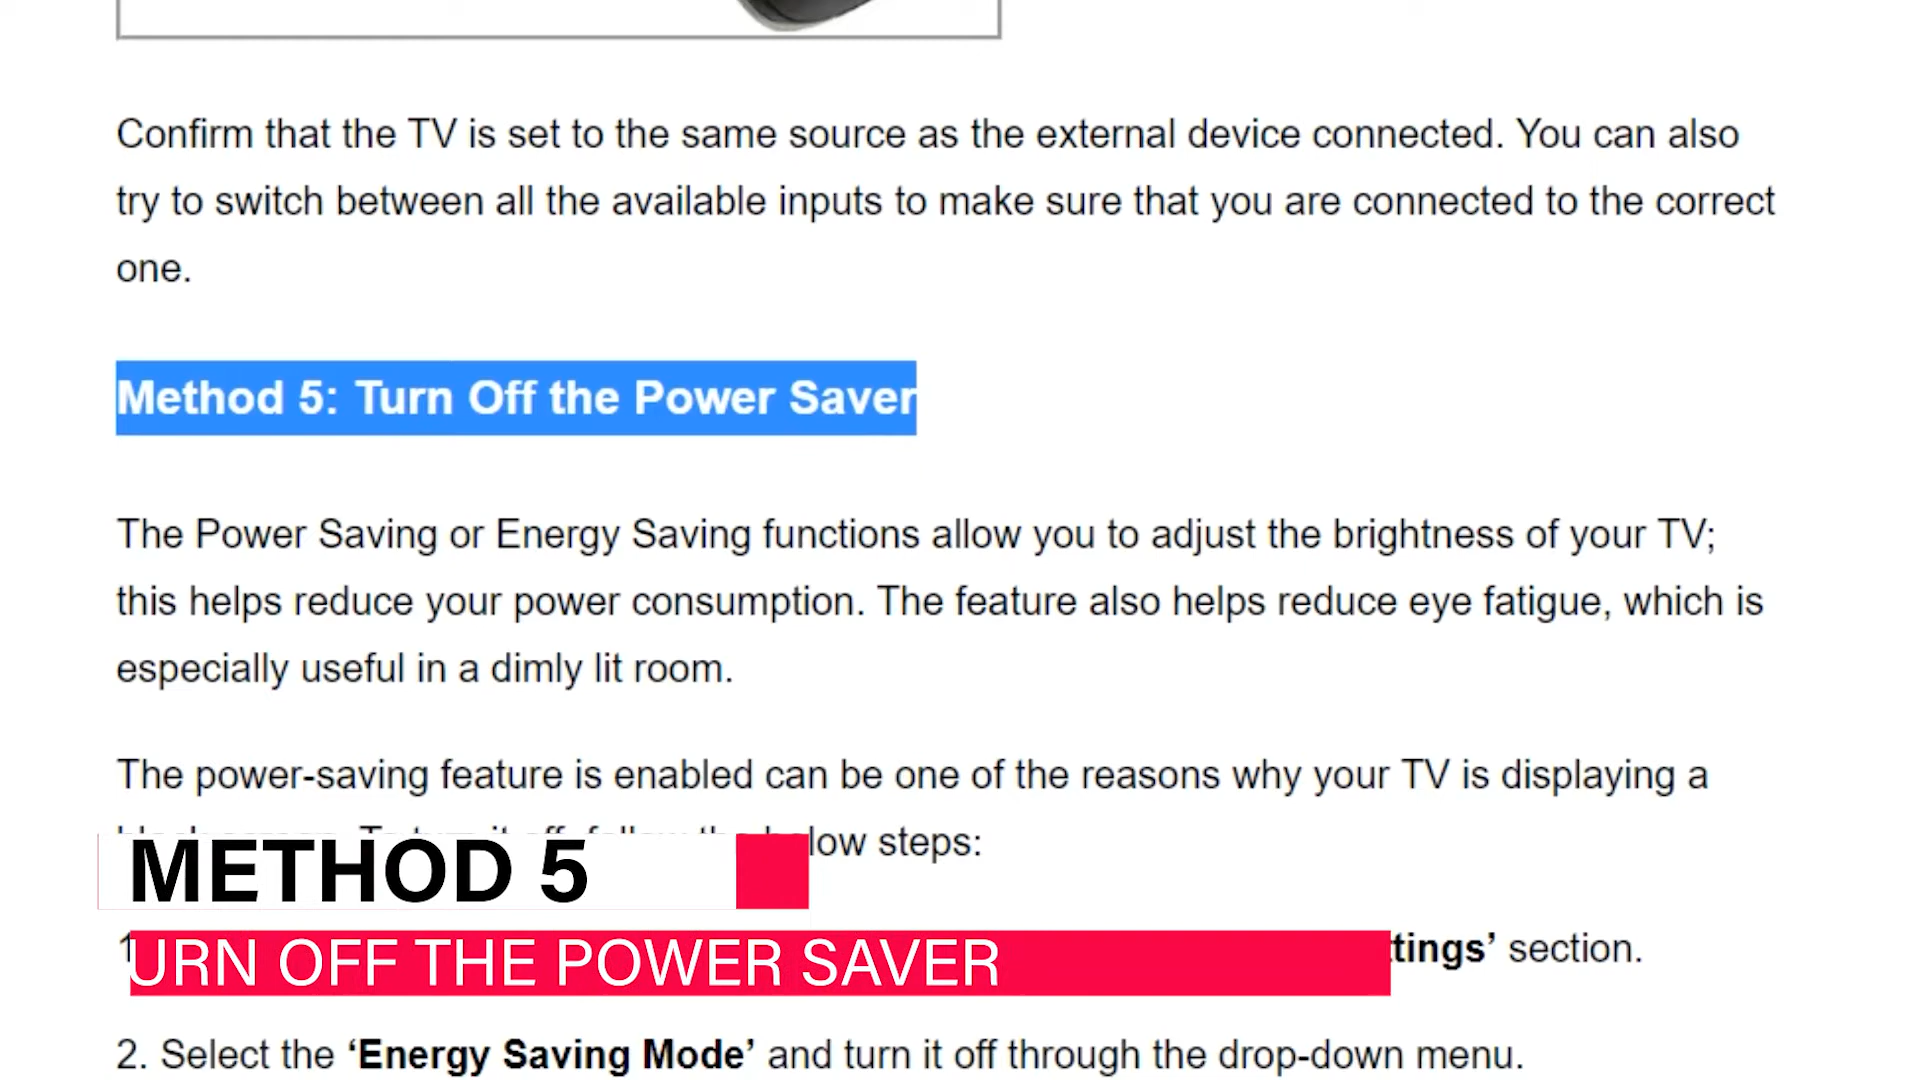 Confirm that the TV is set to the same source as the external device connected. You can also
try to switch between all the available inputs to make sure that you are connected to the correct
one.
Method 5: Turn Off the Power Saver
The Power Saving or Energy Saving functions allow you to adjust the brightness of your TV;
this helps reduce your power consumption. The feature also helps reduce eye fatigue, which is
especially useful in a dimly lit room.
The power-saving feature is enabled can be one of the reasons why your TV is displaying a
low steps:
METHOD 5
tings’ section.
URN OFF THE POWER SAVER
2. Select the ‘Energy Saving Mode’ and turn it off through the drop-down menu.